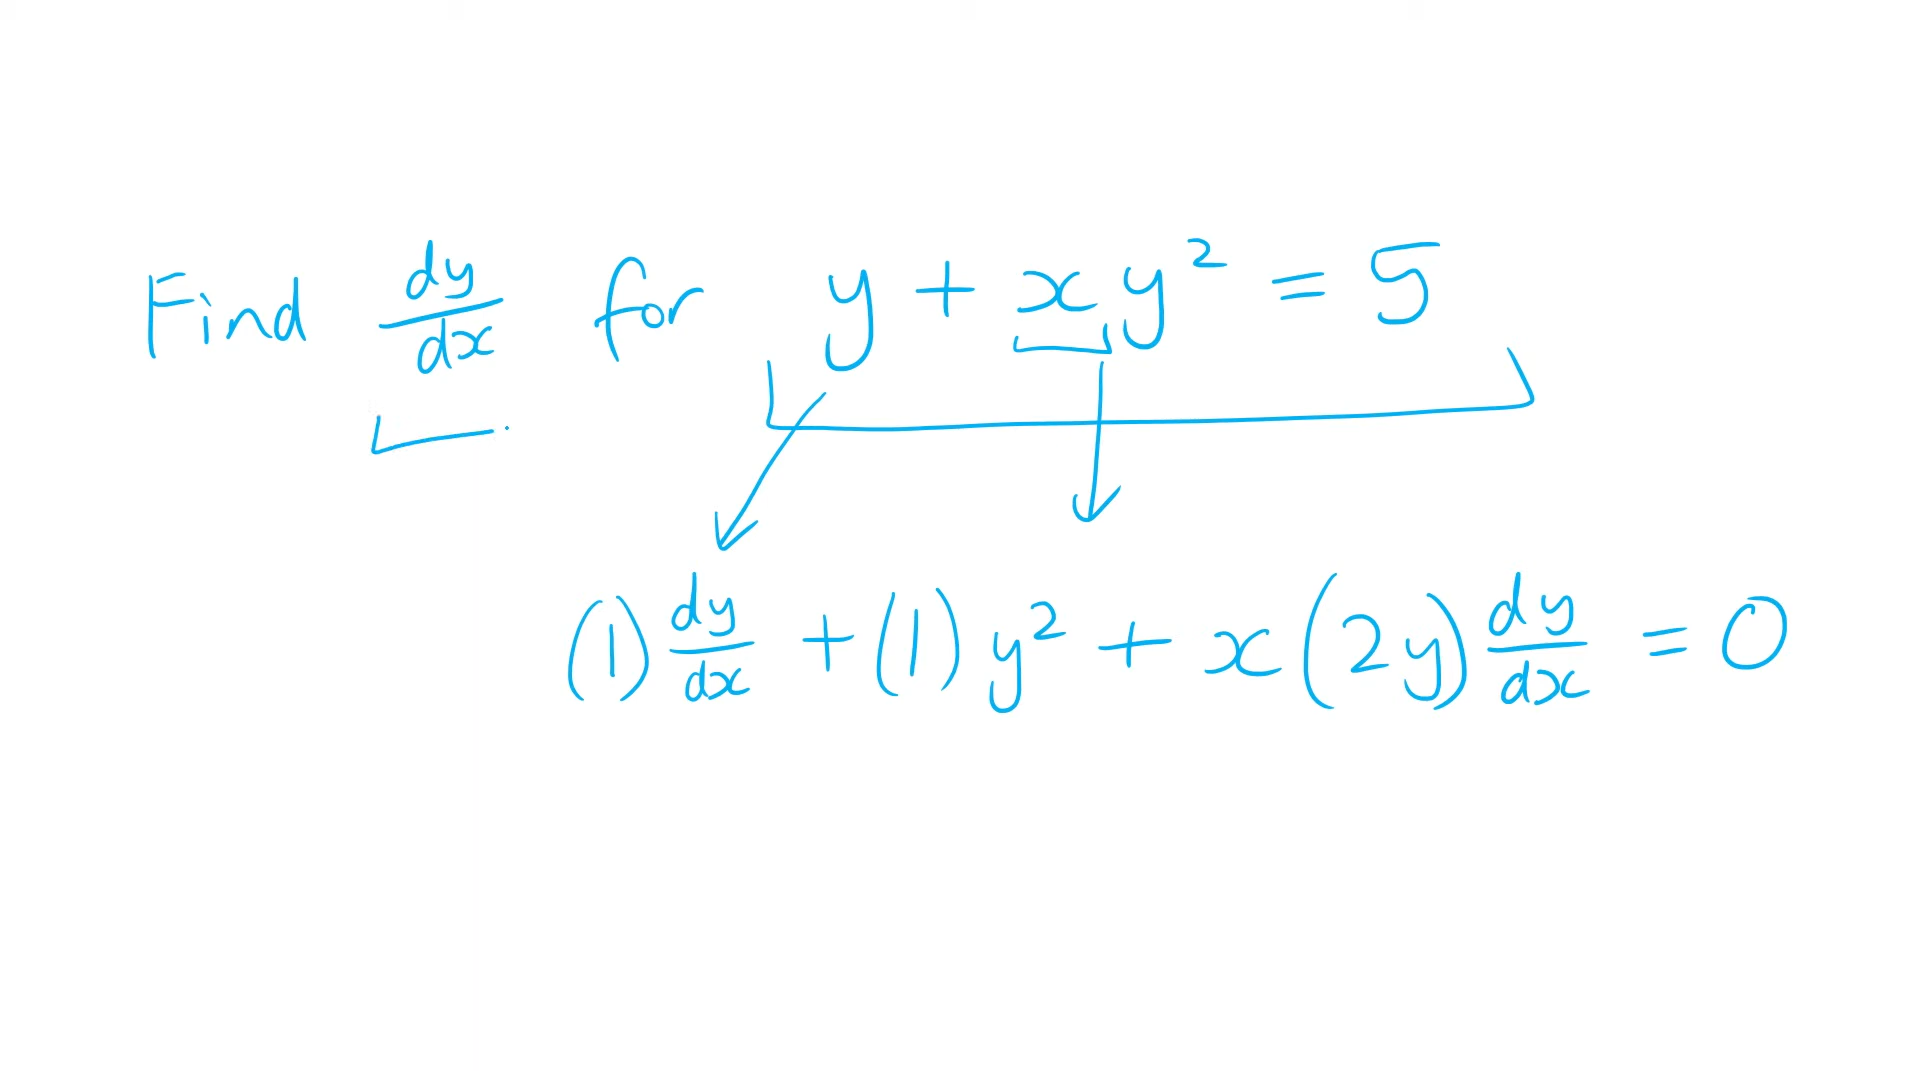 Find dy/dx for y + xy² = 5
(1) dy/dx + (1)y² + x(2y) dy/dx = 0